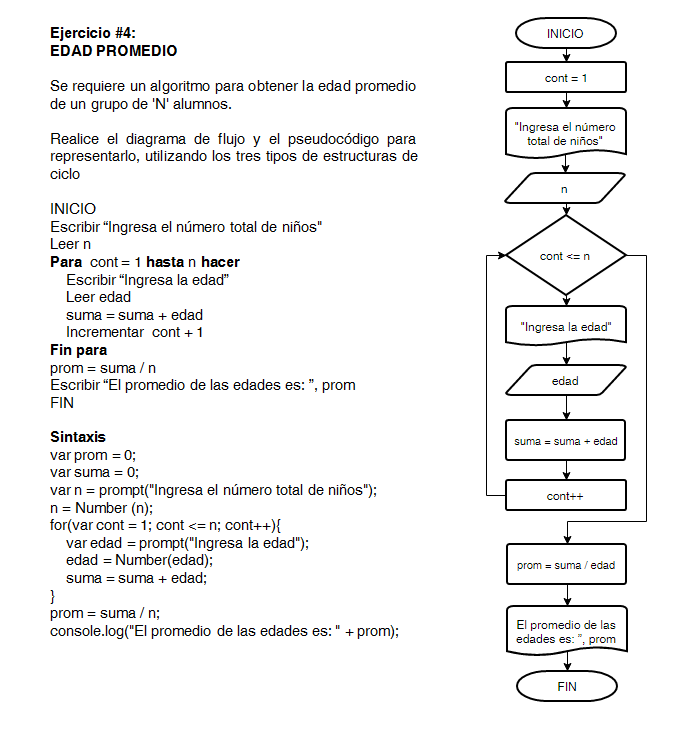 Ejercicio #4:
EDAD PROMEDIO
Se requiere un algoritmo para obtener la edad promedio
de un grupo de 'N' alumnos.
Realice el diagrama de flujo y el pseudocódigo para
representarlo, utilizando los tres tipos de estructuras de
ciclo
INICIO
Escribir “Ingresa el número total de niños"
Leer n
Para cont = 1 hasta n hacer
Escribir “Ingresa la edad”
Leer edad
suma = suma + edad
Incrementar cont + 1
Fin para
prom = suma / n
Escribir “El promedio de las edades es: ”, prom
FIN
Sintaxis
var prom = 0;
var suma = 0;
var n = prompt("Ingresa el número total de niños");
n = Number (n);
for(var cont = 1; cont <= n; cont++){
var edad = prompt("Ingresa la edad");
edad = Number(edad);
suma = suma + edad;
}
prom = suma / n;
console.log("El promedio de las edades es: " + prom);
INICIO
cont = 1
"Ingresa el número
total de niños"
n
cont <= n
"Ingresa la edad"
edad
suma = suma + edad
cont++
prom = suma / edad
El promedio de las
edades es: ”, prom
FIN